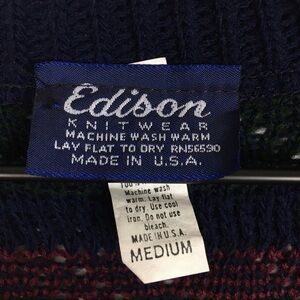 Edison
KNITWEAR
MACHINE WASH WARM
LAY FLAT TO DRY RN56590
MADE IN U.S.A.
Machine wash
warm. Lay flat
to dry. Use cool
iron. Do not use
bleach.
MADE IN U.S.A.
MEDIUM